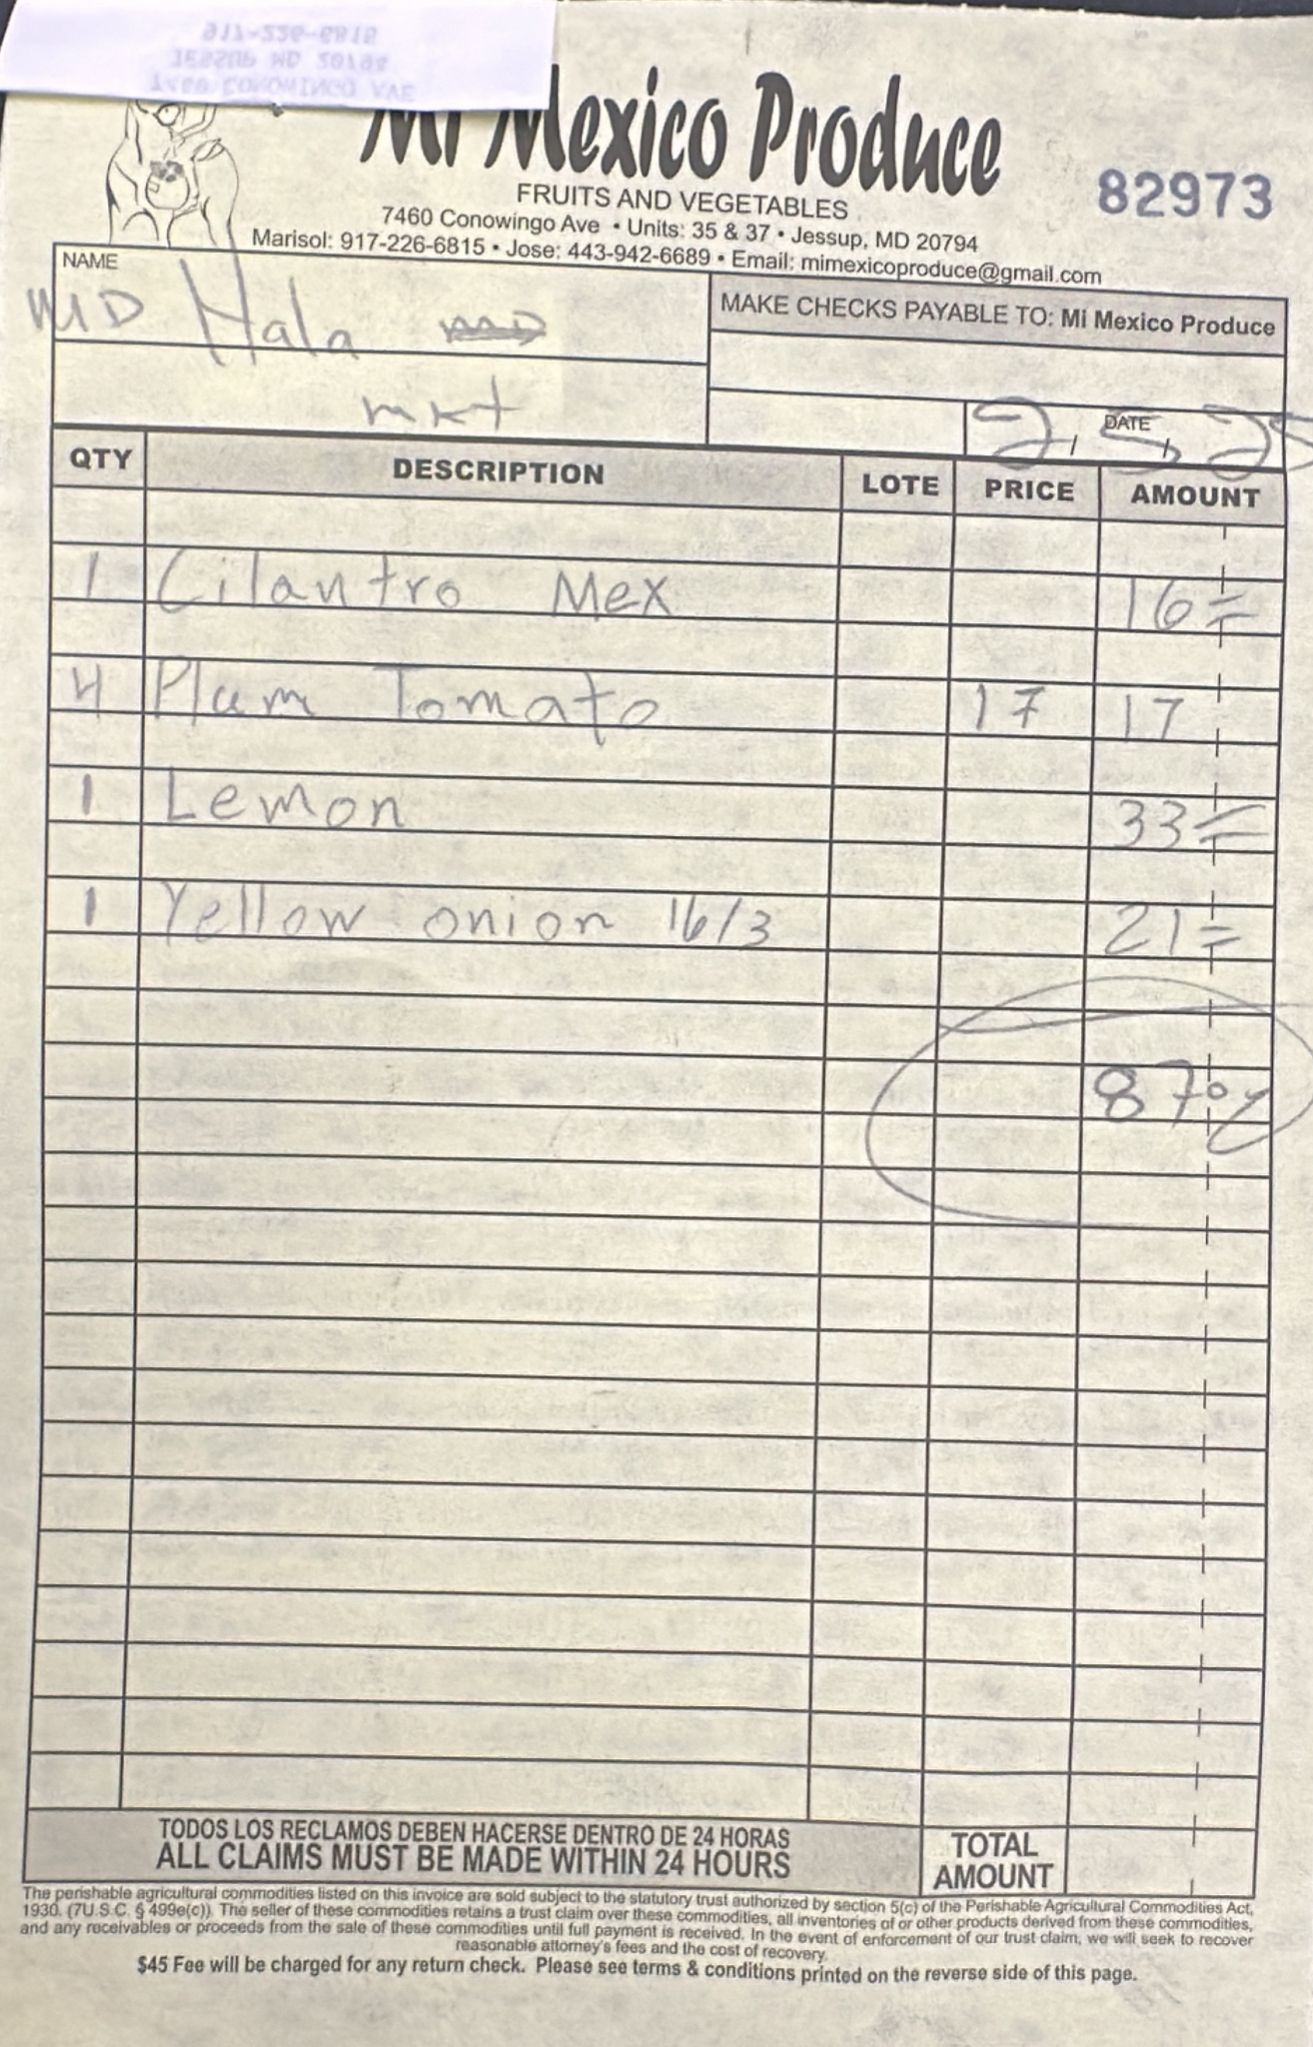 Mi Mexico Produce
FRUITS AND VEGETABLES
82973
7460 Conowingo Ave • Units: 35 & 37 • Jessup, MD 20794
Marisol: 917-226-6815 • Jose: 443-942-6689 • Email: mimexicoproduce@gmail.com
NAME
MD Hala
mkt
MAKE CHECKS PAYABLE TO: Mi Mexico Produce
DATE
2, 5, 25
QTY DESCRIPTION LOTE PRICE AMOUNT
1 Cilantro Mex 16=
4 Plum Tomato 17 17
1 Lemon 33=
1 Yellow onion 16/3 21=
87
TODOS LOS RECLAMOS DEBEN HACERSE DENTRO DE 24 HORAS
ALL CLAIMS MUST BE MADE WITHIN 24 HOURS
TOTAL
AMOUNT
The perishable agricultural commodities listed on this invoice are sold subject to the statutory trust authorized by section 5(c) of the Perishable Agricultural Commodities Act,
1930. (7U.S.C. § 499e(c)). The seller of these commodities retains a trust claim over these commodities, all inventories of or other products derived from these commodities,
and any receivables or proceeds from the sale of these commodities until full payment is received. In the event of enforcement of our trust claim, we will seek to recover
reasonable attorney's fees and the cost of recovery.
$45 Fee will be charged for any return check. Please see terms & conditions printed on the reverse side of this page.